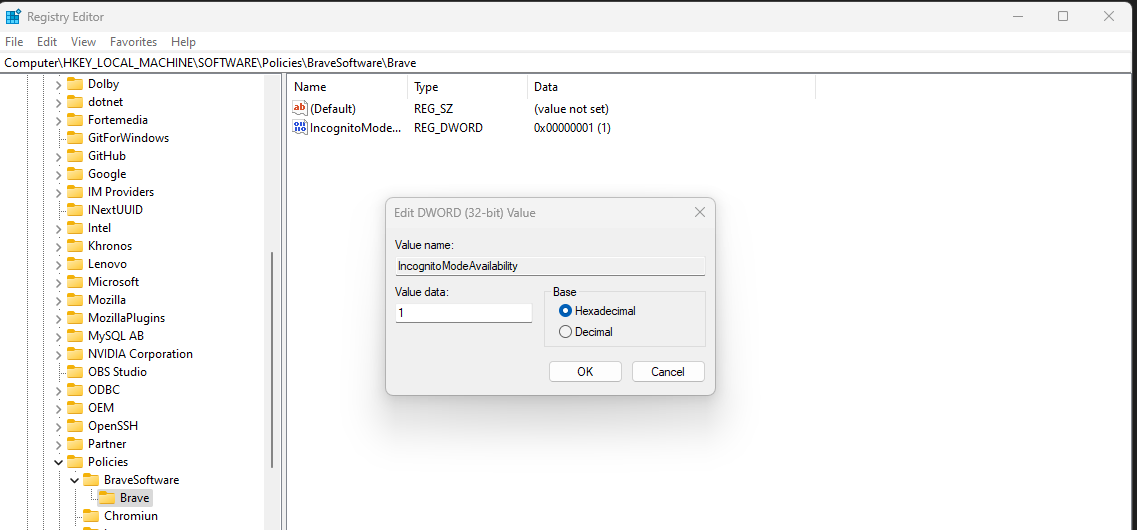 Registry Editor
File Edit View Favorites Help
Computer\HKEY_LOCAL_MACHINE\SOFTWARE\Policies\BraveSoftware\Brave
Dolby
dotnet
Fortemedia
GitForWindows
GitHub
Google
IM Providers
INextUUID
Intel
Khronos
Lenovo
Microsoft
Mozilla
MozillaPlugins
MySQL AB
NVIDIA Corporation
OBS Studio
ODBC
OEM
OpenSSH
Partner
Policies
BraveSoftware
Brave
Chromiun
Name Type Data
(Default) REG_SZ (value not set)
IncognitoMode... REG_DWORD 0x00000001 (1)
Edit DWORD (32-bit) Value
Value name:
IncognitoModeAvailability
Value data:
1
Base
Hexadecimal
Decimal
OK Cancel